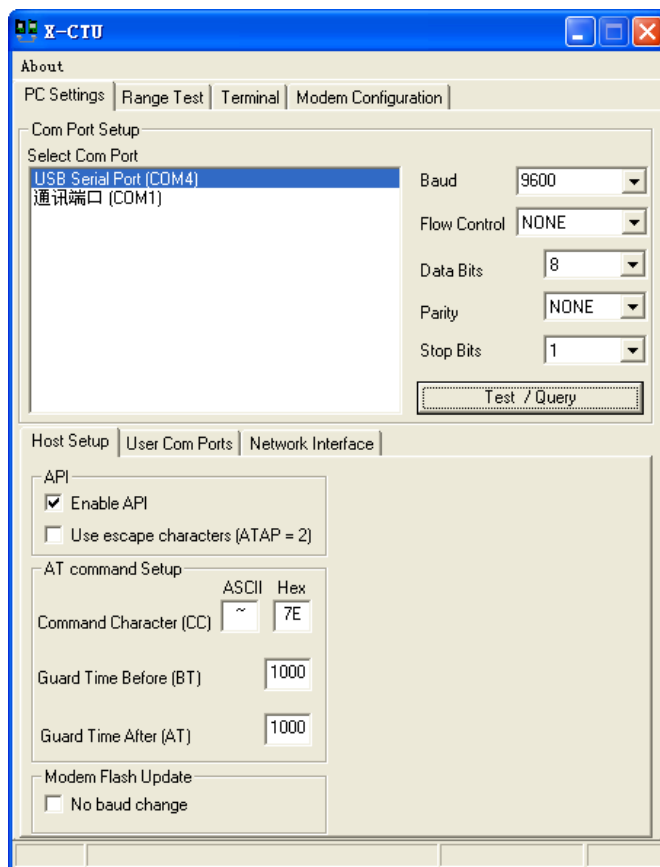 X-CTU
About
PC Settings Range Test Terminal Modem Configuration
Com Port Setup
Select Com Port
USB Serial Port (COM4)
通讯端口 (COM1)
Baud 9600
Flow Control NONE
Data Bits 8
Parity NONE
Stop Bits 1
Test / Query
Host Setup User Com Ports Network Interface
API
Enable API
Use escape characters (ATAP = 2)
AT command Setup
ASCII Hex
Command Character (CC) ~ 7E
Guard Time Before (BT) 1000
Guard Time After (AT) 1000
Modem Flash Update
No baud change